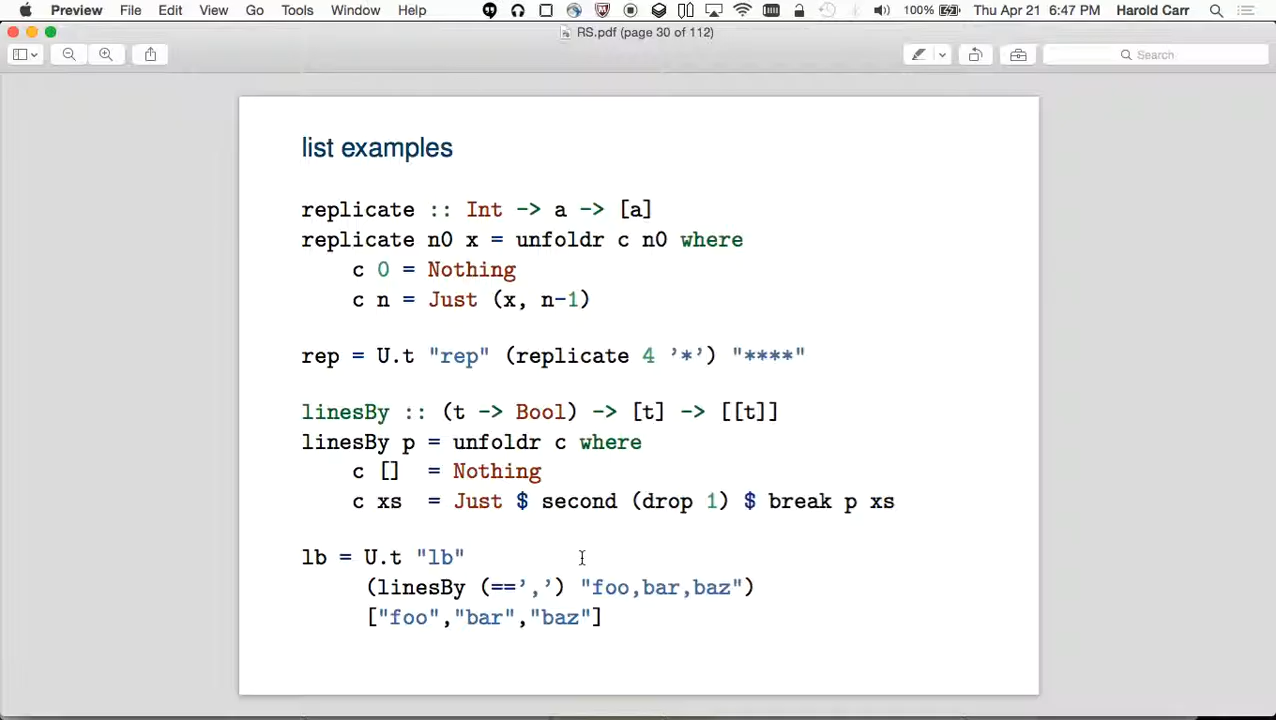 Preview File Edit View Go Tools Window Help 100% Thu Apr 21 6:47 PM Harold Carr
RS.pdf (page 30 of 112)
Search
list examples
replicate :: Int -> a -> [a]
replicate n0 x = unfoldr c n0 where
c 0 = Nothing
c n = Just (x, n-1)
rep = U.t "rep" (replicate 4 ’*’) "****"
linesBy :: (t -> Bool) -> [t] -> [[t]]
linesBy p = unfoldr c where
c [] = Nothing
c xs = Just $ second (drop 1) $ break p xs
lb = U.t "lb"
(linesBy (==’,’) "foo,bar,baz")
["foo","bar","baz"]